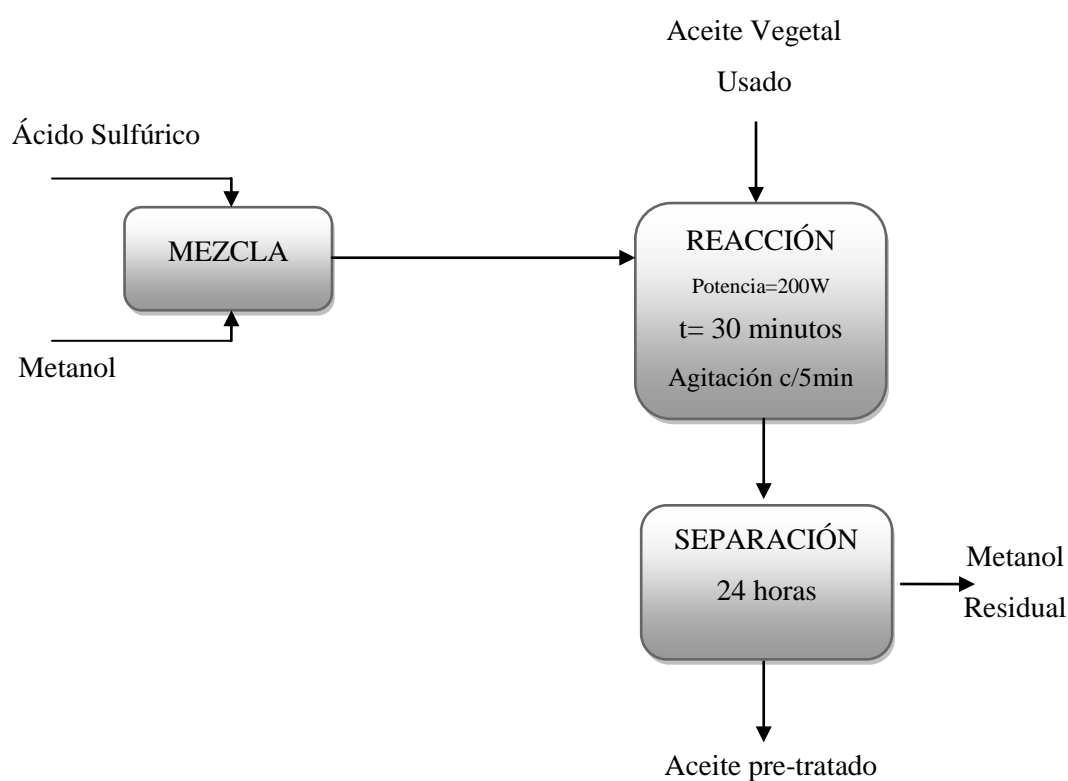 Aceite Vegetal
Usado
Ácido Sulfúrico
MEZCLA
Metanol
REACCIÓN
Potencia=200W
t= 30 minutos
Agitación c/5min
SEPARACIÓN
24 horas
Metanol
Residual
Aceite pre-tratado